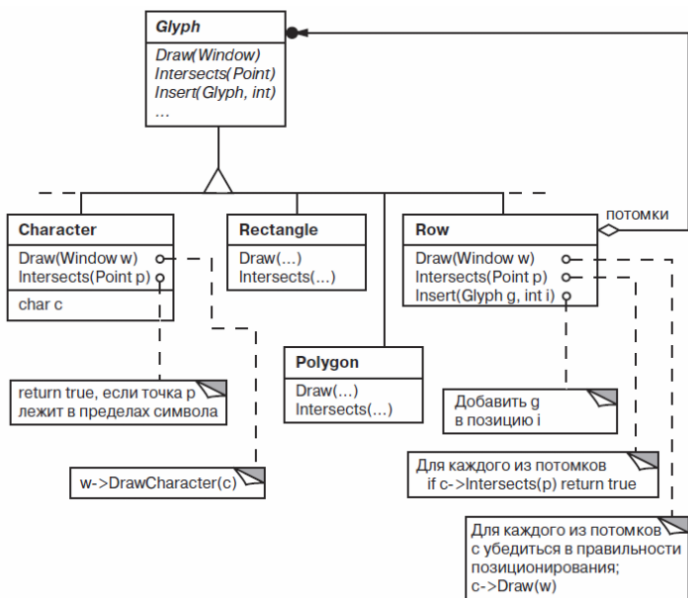 Glyph
Draw(Window)
Intersects(Point)
Insert(Glyph, int)
...
Character
Draw(Window w)
Intersects(Point p)
char c
Rectangle
Draw(...)
Intersects(...)
Row
Draw(Window w)
Intersects(Point p)
Insert(Glyph g, int i)
потомки
Polygon
Draw(...)
Intersects(...)
return true, если точка p
лежит в пределах символа
w->DrawCharacter(c)
Добавить g
в позицию i
Для каждого из потомков
if c->Intersects(p) return true
Для каждого из потомков
с убедиться в правильности
позиционирования;
c->Draw(w)